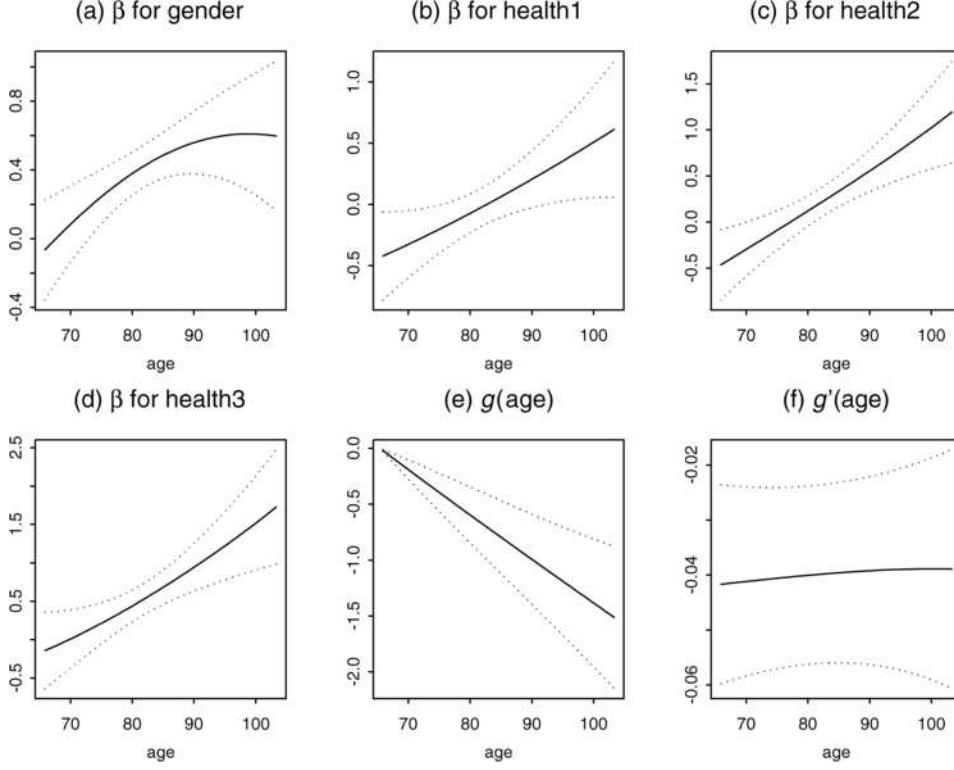 (a) β for gender
(b) β for health1
(c) β for health2
0.8
0.4
0.0
-0.4
70 80 90 100
age
1.0
0.5
0.0
-0.5
70 80 90 100
age
1.5
1.0
0.5
0.0
-0.5
70 80 90 100
age
(d) β for health3
(e) g(age)
(f) g'(age)
2.5
1.5
0.5
-0.5
70 80 90 100
age
0.0
-0.5
-1.0
-1.5
-2.0
70 80 90 100
age
-0.02
-0.04
-0.06
70 80 90 100
age